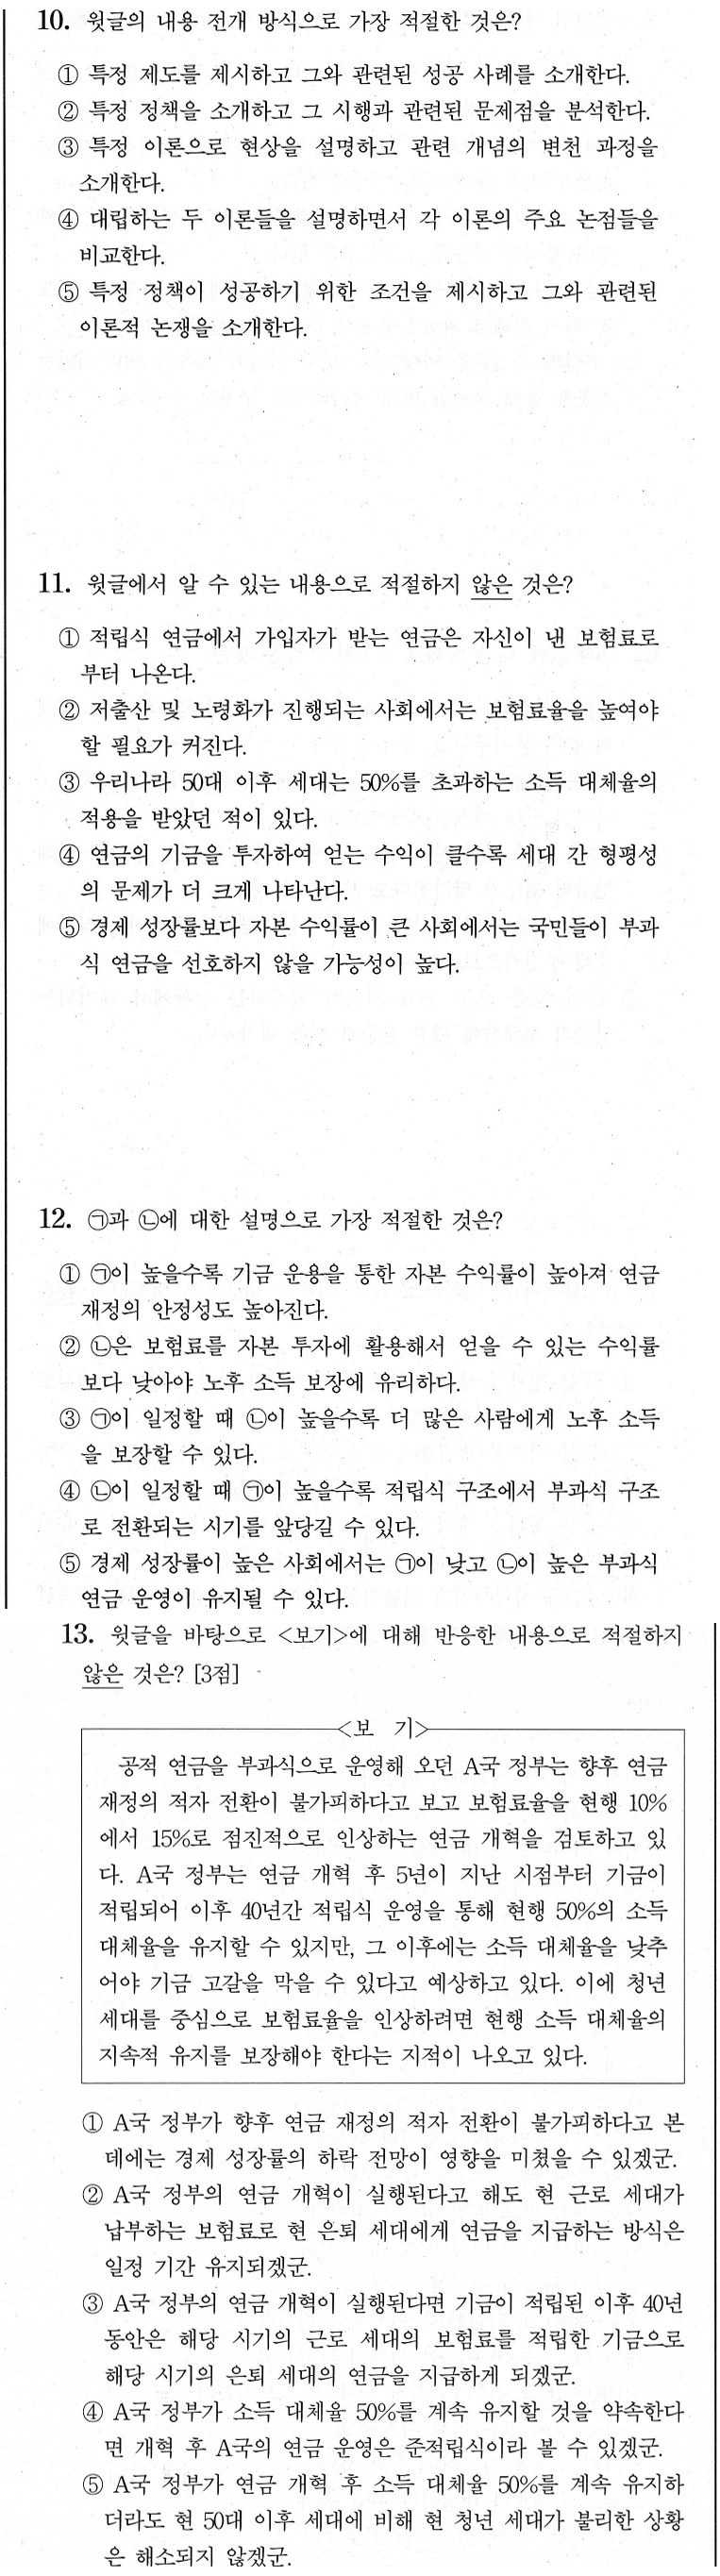 10. 윗글의 내용 전개 방식으로 가장 적절한 것은?
① 특정 제도를 제시하고 그와 관련된 성공 사례를 소개한다.
② 특정 정책을 소개하고 그 시행과 관련된 문제점을 분석한다.
③ 특정 이론으로 현상을 설명하고 관련 개념의 변천 과정을
소개한다.
④ 대립하는 두 이론들을 설명하면서 각 이론의 주요 논점들을
비교한다.
⑤ 특정 정책이 성공하기 위한 조건을 제시하고 그와 관련된
이론적 논쟁을 소개한다.
11. 윗글에서 알 수 있는 내용으로 적절하지 않은 것은?
① 적립식 연금에서 가입자가 받는 연금은 자신이 낸 보험료로
부터 나온다.
② 저출산 및 노령화가 진행되는 사회에서는 보험료율을 높여야
할 필요가 커진다.
③ 우리나라 50대 이후 세대는 50%를 초과하는 소득 대체율의
적용을 받았던 적이 있다.
④ 연금의 기금을 투자하여 얻는 수익이 클수록 세대 간 형평성
의 문제가 더 크게 나타난다.
⑤ 경제 성장률보다 자본 수익률이 큰 사회에서는 국민들이 부과
식 연금을 선호하지 않을 가능성이 높다.
12. ㉠과 ㉡에 대한 설명으로 가장 적절한 것은?
① ㉠이 높을수록 기금 운용을 통한 자본 수익률이 높아져 연금
재정의 안정성도 높아진다.
② ㉡은 보험료를 자본 투자에 활용해서 얻을 수 있는 수익률
보다 낮아야 노후 소득 보장에 유리하다.
③ ㉠이 일정할 때 ㉡이 높을수록 더 많은 사람에게 노후 소득
을 보장할 수 있다.
④ ㉡이 일정할 때 ㉠이 높을수록 적립식 구조에서 부과식 구조
로 전환되는 시기를 앞당길 수 있다.
⑤ 경제 성장률이 높은 사회에서는 ㉠이 낮고 ㉡이 높은 부과식
연금 운영이 유지될 수 있다.
13. 윗글을 바탕으로 <보기>에 대해 반응한 내용으로 적절하지
않은 것은? [3점]
<보 기>
공적 연금을 부과식으로 운영해 오던 A국 정부는 향후 연금
재정의 적자 전환이 불가피하다고 보고 보험료율을 현행 10%
에서 15%로 점진적으로 인상하는 연금 개혁을 검토하고 있
다. A국 정부는 연금 개혁 후 5년이 지난 시점부터 기금이
적립되어 이후 40년간 적립식 운영을 통해 현행 50%의 소득
대체율을 유지할 수 있지만, 그 이후에는 소득 대체율을 낮추
어야 기금 고갈을 막을 수 있다고 예상하고 있다. 이에 청년
세대를 중심으로 보험료율을 인상하려면 현행 소득 대체율의
지속적 유지를 보장해야 한다는 지적이 나오고 있다.
① A국 정부가 향후 연금 재정의 적자 전환이 불가피하다고 본
데에는 경제 성장률의 하락 전망이 영향을 미쳤을 수 있겠군.
② A국 정부의 연금 개혁이 실행된다고 해도 현 근로 세대가
납부하는 보험료로 현 은퇴 세대에게 연금을 지급하는 방식은
일정 기간 유지되겠군.
③ A국 정부의 연금 개혁이 실행된다면 기금이 적립된 이후 40년
동안은 해당 시기의 근로 세대의 보험료를 적립한 기금으로
해당 시기의 은퇴 세대의 연금을 지급하게 되겠군.
④ A국 정부가 소득 대체율 50%를 계속 유지할 것을 약속한다
면 개혁 후 A국의 연금 운영은 준적립식이라 볼 수 있겠군.
⑤ A국 정부가 연금 개혁 후 소득 대체율 50%를 계속 유지하
더라도 현 50대 이후 세대에 비해 현 청년 세대가 불리한 상황
은 해소되지 않겠군.